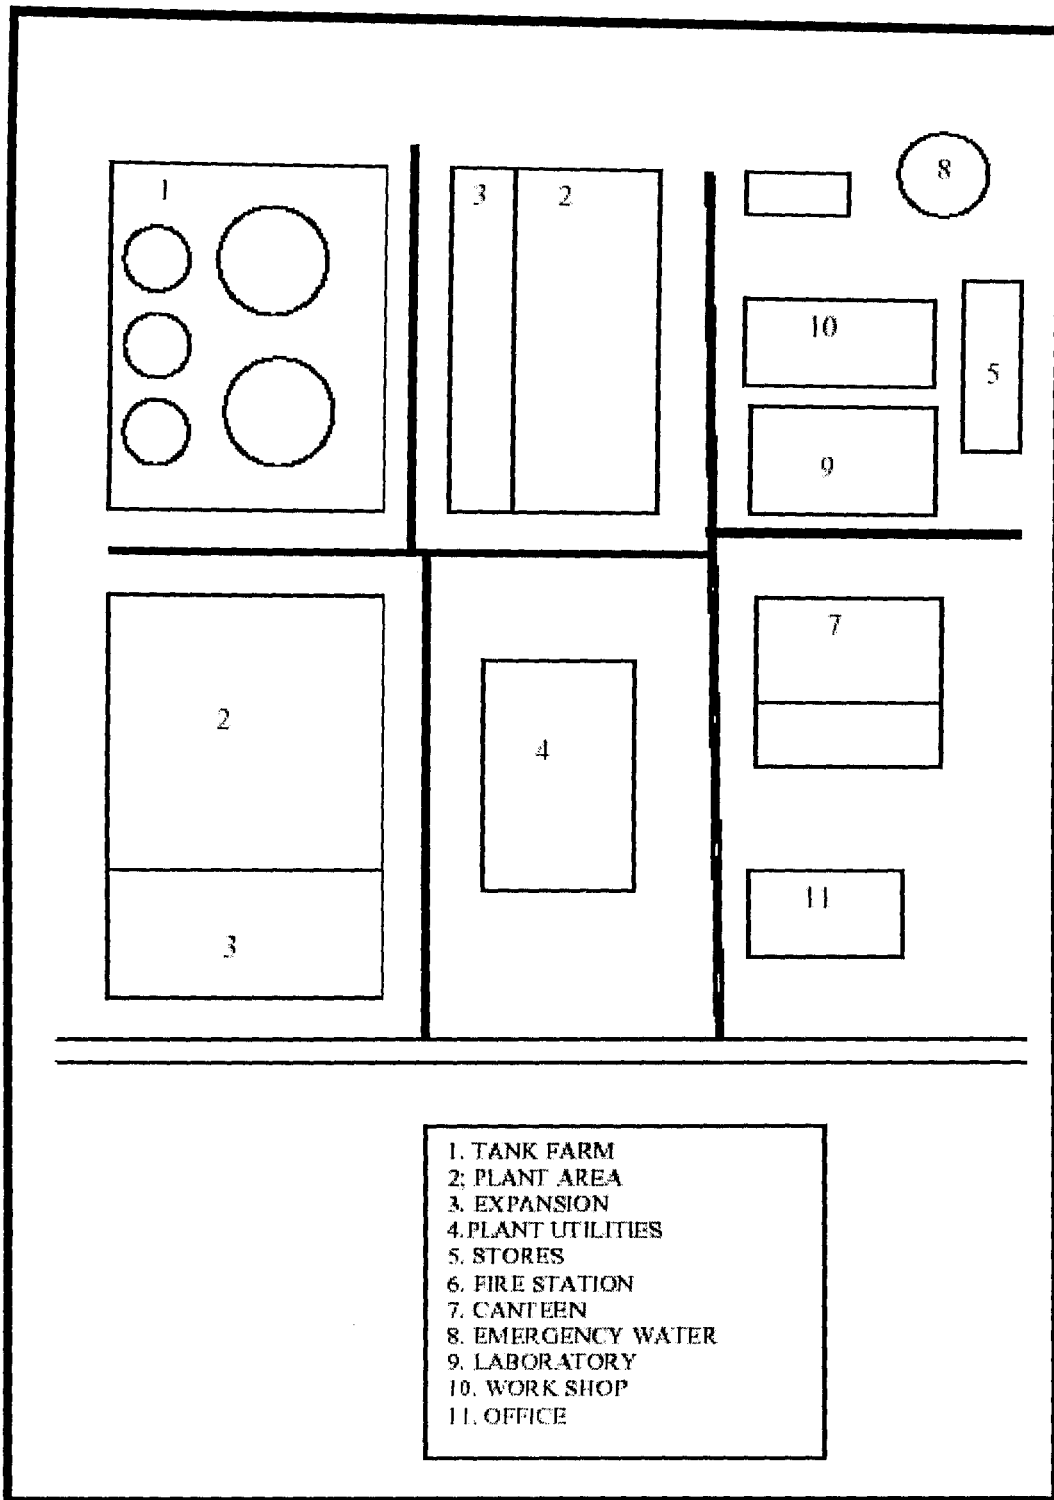 1
3 2
8
10
5
9
2
4
7
3
11
1. TANK FARM
2; PLANT AREA
3. EXPANSION
4.PLANT UTILITIES
5. STORES
6. FIRE STATION
7. CANTEEN
8. EMERGENCY WATER
9. LABORATORY
10. WORK SHOP
11. OFFICE